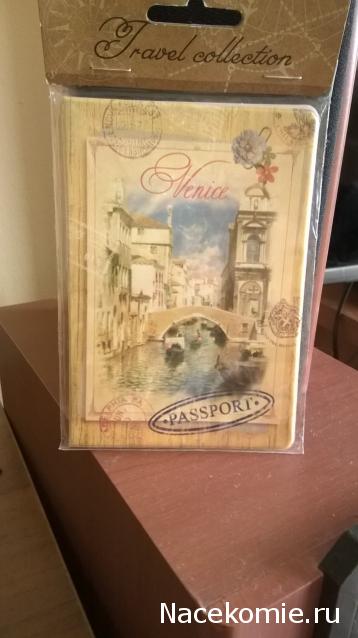 Travel collection
Venice
PASSPORT
Nacekomie.ru